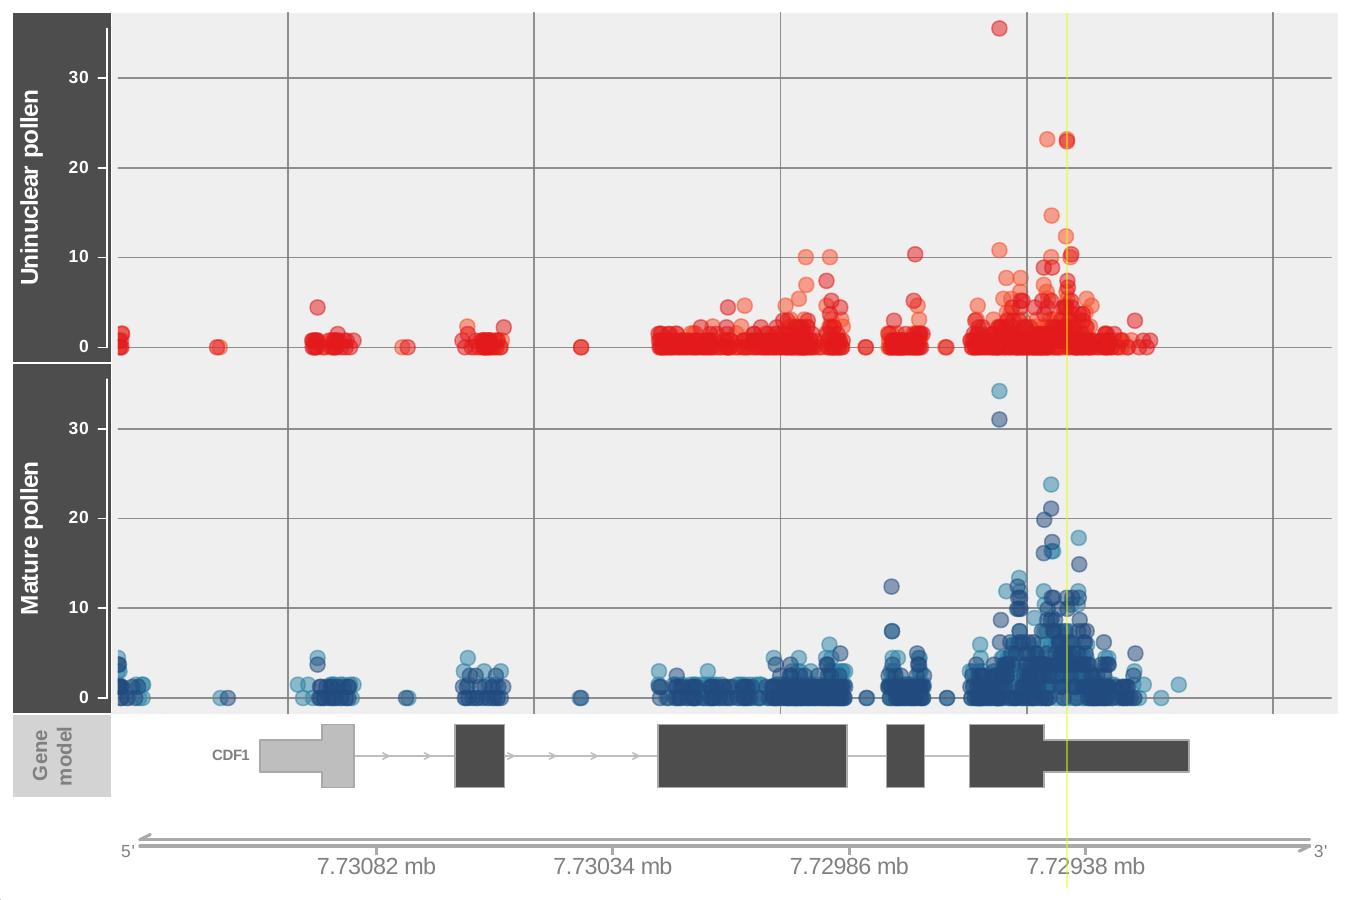 Uninuclear pollen
30
20
10
0
Mature pollen
30
20
10
0
Gene
model
CDF1
5'
3'
7.73082 mb
7.73034 mb
7.72986 mb
7.72938 mb